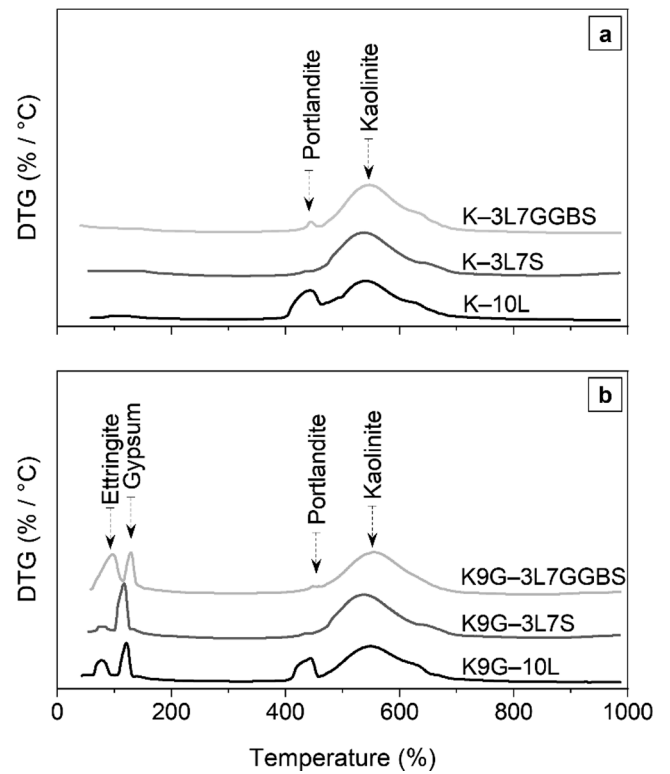 a
DTG (% / °C)
Portlandite
Kaolinite
K–3L7GGBS
K–3L7S
K–10L
b
DTG (% / °C)
Ettringite
Gypsum
Portlandite
Kaolinite
K9G–3L7GGBS
K9G–3L7S
K9G–10L
0 200 400 600 800 1000
Temperature (%)